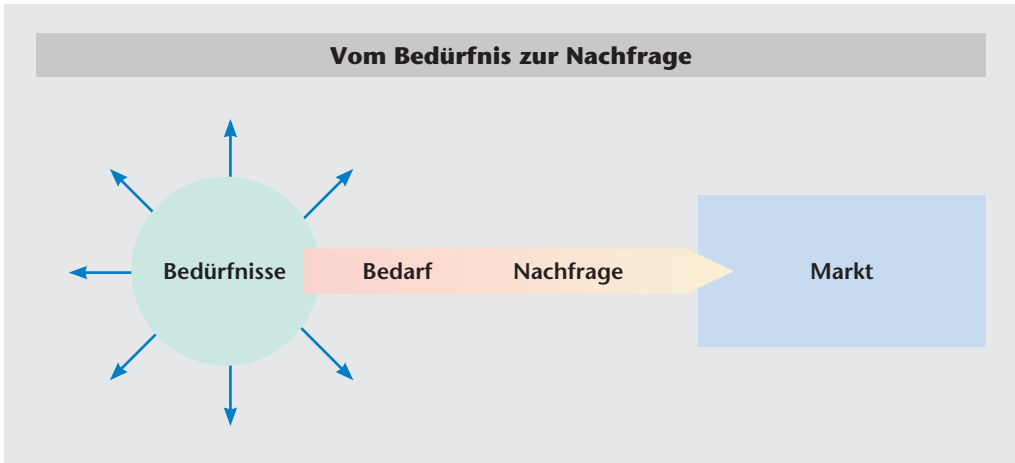 Vom Bedürfnis zur Nachfrage
Bedürfnisse
Bedarf
Nachfrage
Markt